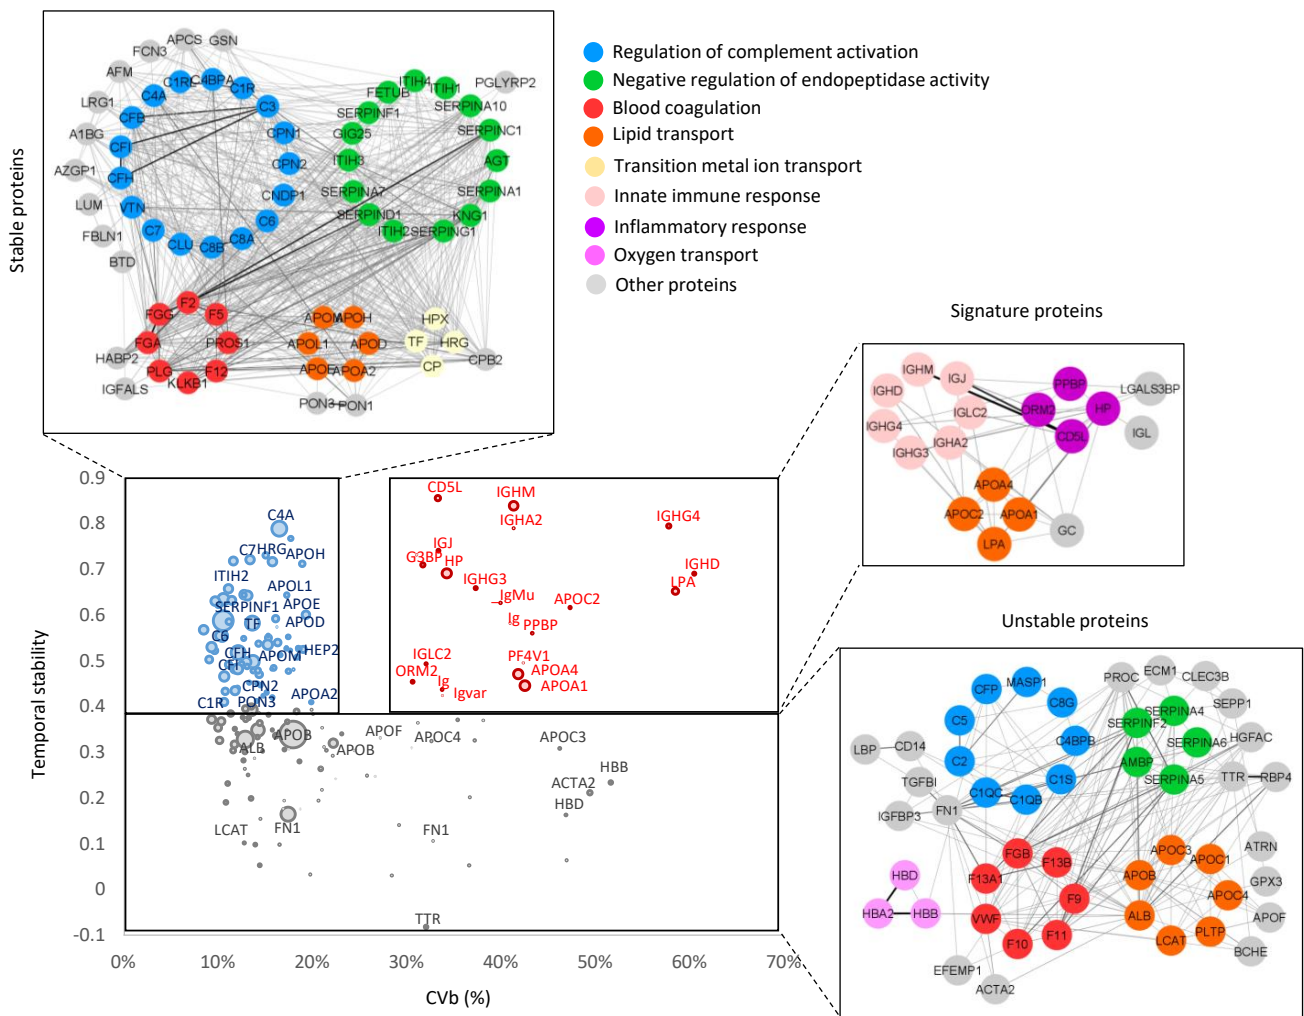 Stable proteins
APCS
GSN
FCN3
AFM
LRG1
A1BG
AZGP1
LUM
FBLN1
BTD
C1RL
C4BPA
C1R
C4A
C3
CFB
CPN1
CFI
CPN2
CFH
CNDP1
VTN
C6
C7
CLU
C8B
C8A
ITIH4
ITIH1
PGLYRP2
FETUB
SERPINA10
SERPINF1
SERPINC1
GIG25
ITIH3
AGT
SERPINA7
SERPINA1
SERPIND1
KNG1
ITIH2
SERPING1
F2
FGG
F5
FGA
PROS1
HABP2
PLG
F12
KLKB1
IGFALS
APOM
APOH
APOL1
APOD
APOE
APOA2
PON3
PON1
HPX
TF
HRG
CP
CPB2
Regulation of complement activation
Negative regulation of endopeptidase activity
Blood coagulation
Lipid transport
Transition metal ion transport
Innate immune response
Inflammatory response
Oxygen transport
Other proteins
Signature proteins
IGHM
IGJ
PPBP
LGALS3BP
IGHD
ORM2
HP
IGLC2
IGHG4
CD5L
IGL
IGHA2
IGHG3
APOA4
APOC2
APOA1
GC
LPA
Unstable proteins
PROC
ECM1
CLEC3B
MASP1
CFP
C8G
SEPP1
SERPINA4
C5
SERPINF2
HGFAC
C4BPB
SERPINA6
LBP
CD14
C2
AMBP
TGFBI
C1S
SERPINA5
TTR
RBP4
C1QC
C1QB
IGFBP3
FN1
FGB
F13B
APOC3
APOC1
ATRN
HBD
F13A1
APOB
GPX3
F9
APOC4
HBA2
HBB
VWF
ALB
APOF
F11
PLTP
F10
LCAT
BCHE
EFEMP1
ACTA2
Temporal stability
0.9
0.8
0.7
0.6
0.5
0.4
0.3
0.2
0.1
0
-0.1
C4A
C7
HRG
APOH
ITIH2
APOL1
SERPINF1
APOE
TF
APOD
C6
CFH
HEP2
CFI
APOM
CPN2
C1R
PON3
APOA2
CD5L
IGHM
IGHA2
IGHG4
IGJ
G3BP
HP
IGHD
IGHG3
LPA
_IgMu
APOC2
Ig
PPBP
IGLC2
PF4V1
ORM2
APOA4
Ig
APOA1
Igvar
ALB
APOB
APOB
APOF
APOC4
APOC3
HBB
ACTA2
HBD
LCAT
FN1
FN1
TTR
0%
10%
20%
30%
40%
50%
60%
70%
CVb (%)